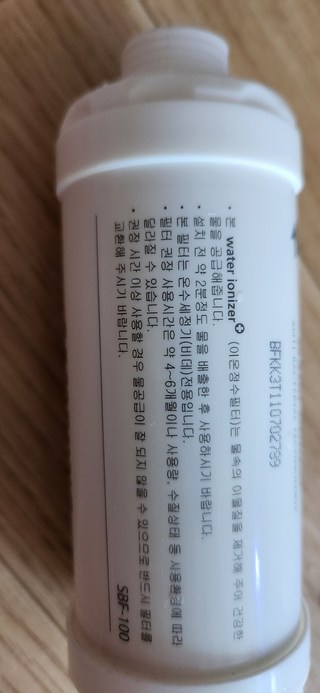 BFKK3T110702799
• 본 water ionizer (이온정수필터)는 물속의 이물질을 제거해 주어 건강한
물을 공급해줍니다.
• 설치 전 약 2분정도 물을 배출한 후 사용하시기 바랍니다.
• 본 필터는 온수세정기(비데)전용입니다.
• 필터 권장 사용시간은 약 4~6개월이나 사용량, 수질상태 등 사용환경에 따라
달라질 수 있습니다.
• 권장 시간 이상 사용할 경우 물공급이 잘 되지 않을 수 있으므로 반드시 필터를
교환해 주시기 바랍니다.
SBF-100